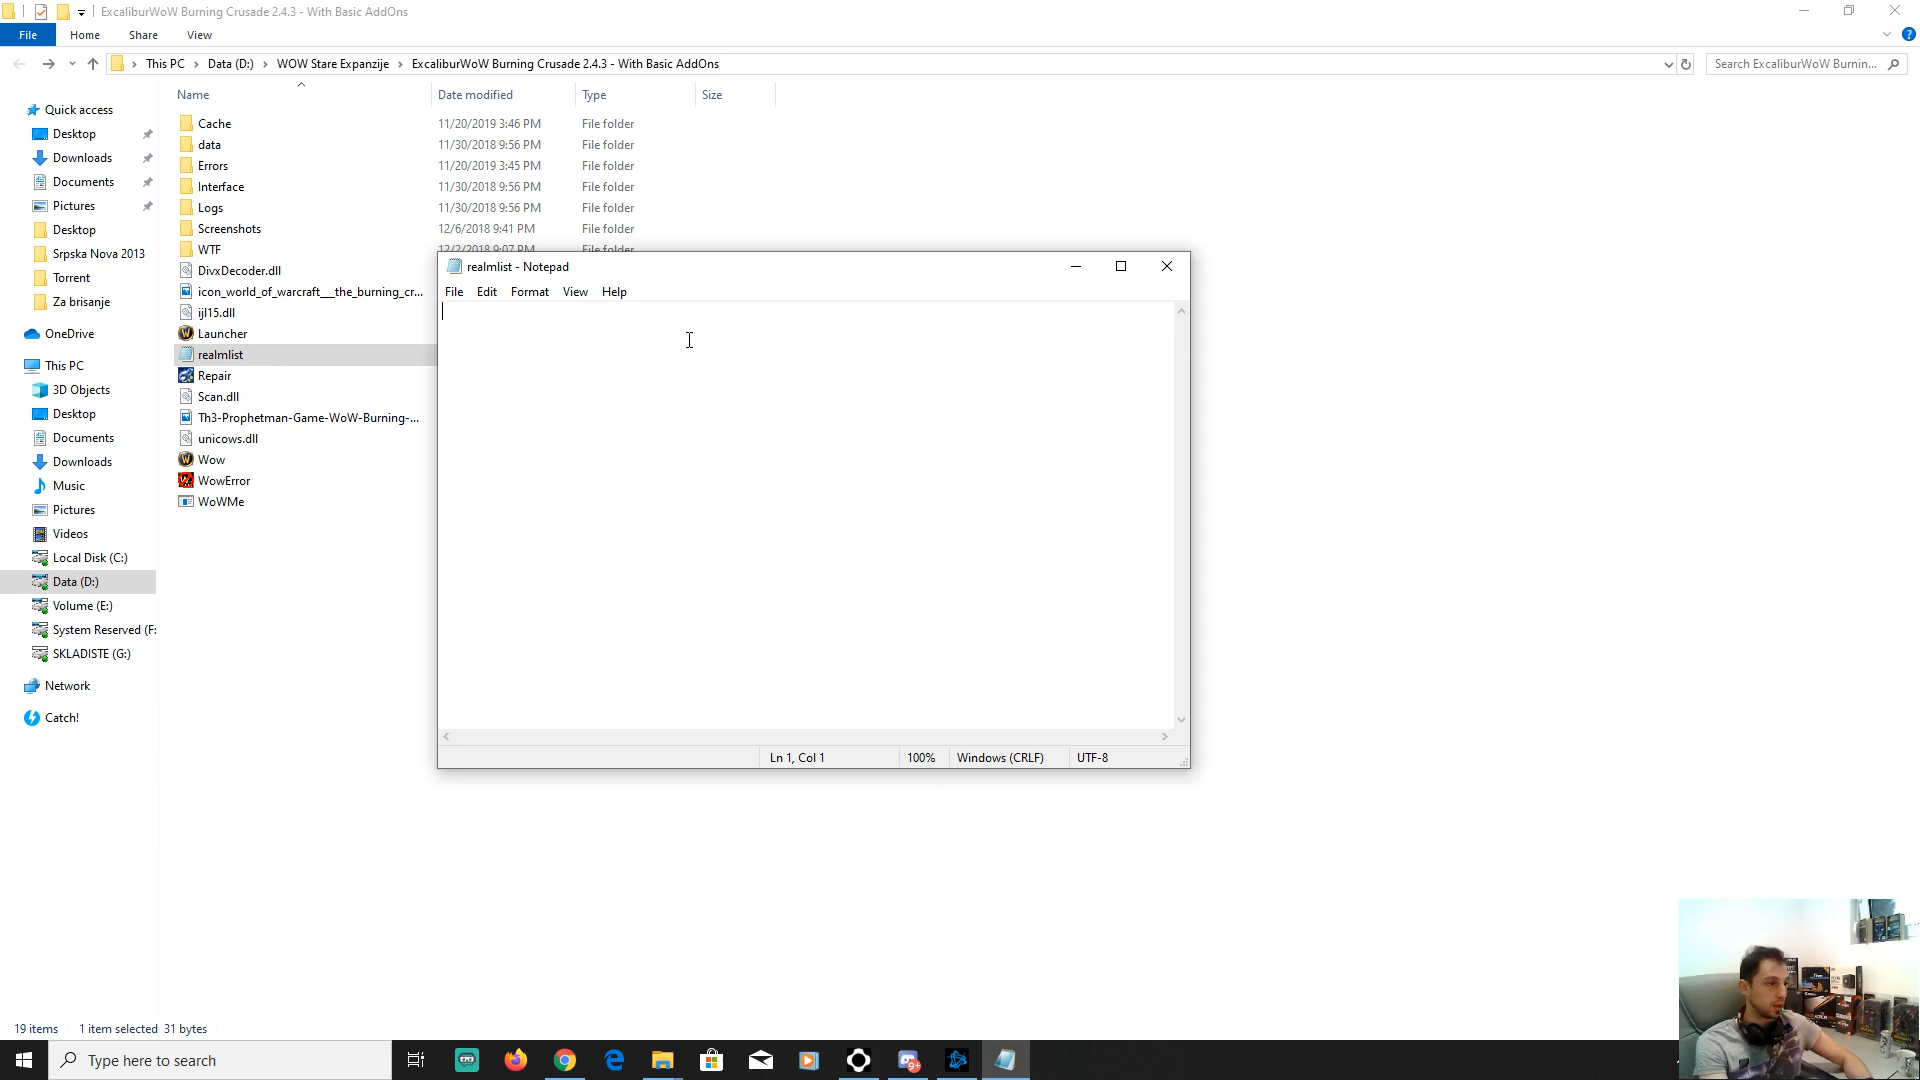 ExcaliburWoW Burning Crusade 2.4.3 - With Basic AddOns
File Home Share View
This PC Data (D:) WOW Stare Expanzije ExcaliburWoW Burning Crusade 2.4.3 - With Basic AddOns
Search ExcaliburWoW Burnin...
Name Date modified Type Size
Quick access
Desktop
Downloads
Documents
Pictures
Desktop
Srpska Nova 2013
Torrent
Za brisanje
OneDrive
This PC
3D Objects
Desktop
Documents
Downloads
Music
Pictures
Videos
Local Disk (C:)
Data (D:)
Volume (E:)
System Reserved (F:
SKLADISTE (G:)
Network
Catch!
Cache 11/20/2019 3:46 PM File folder
data 11/30/2018 9:56 PM File folder
Errors 11/20/2019 3:45 PM File folder
Interface 11/30/2018 9:56 PM File folder
Logs 11/30/2018 9:56 PM File folder
Screenshots 12/6/2018 9:41 PM File folder
WTF 12/2/2018 9:07 PM File folder
DivxDecoder.dll
icon_world_of_warcraft__the_burning_cr...
ijl15.dll
Launcher
realmlist
Repair
Scan.dll
Th3-Prophetman-Game-WoW-Burning-...
unicows.dll
Wow
WowError
WoWMe
realmlist - Notepad
File Edit Format View Help
Ln 1, Col 1 100% Windows (CRLF) UTF-8
19 items 1 item selected 31 bytes
Type here to search
9+